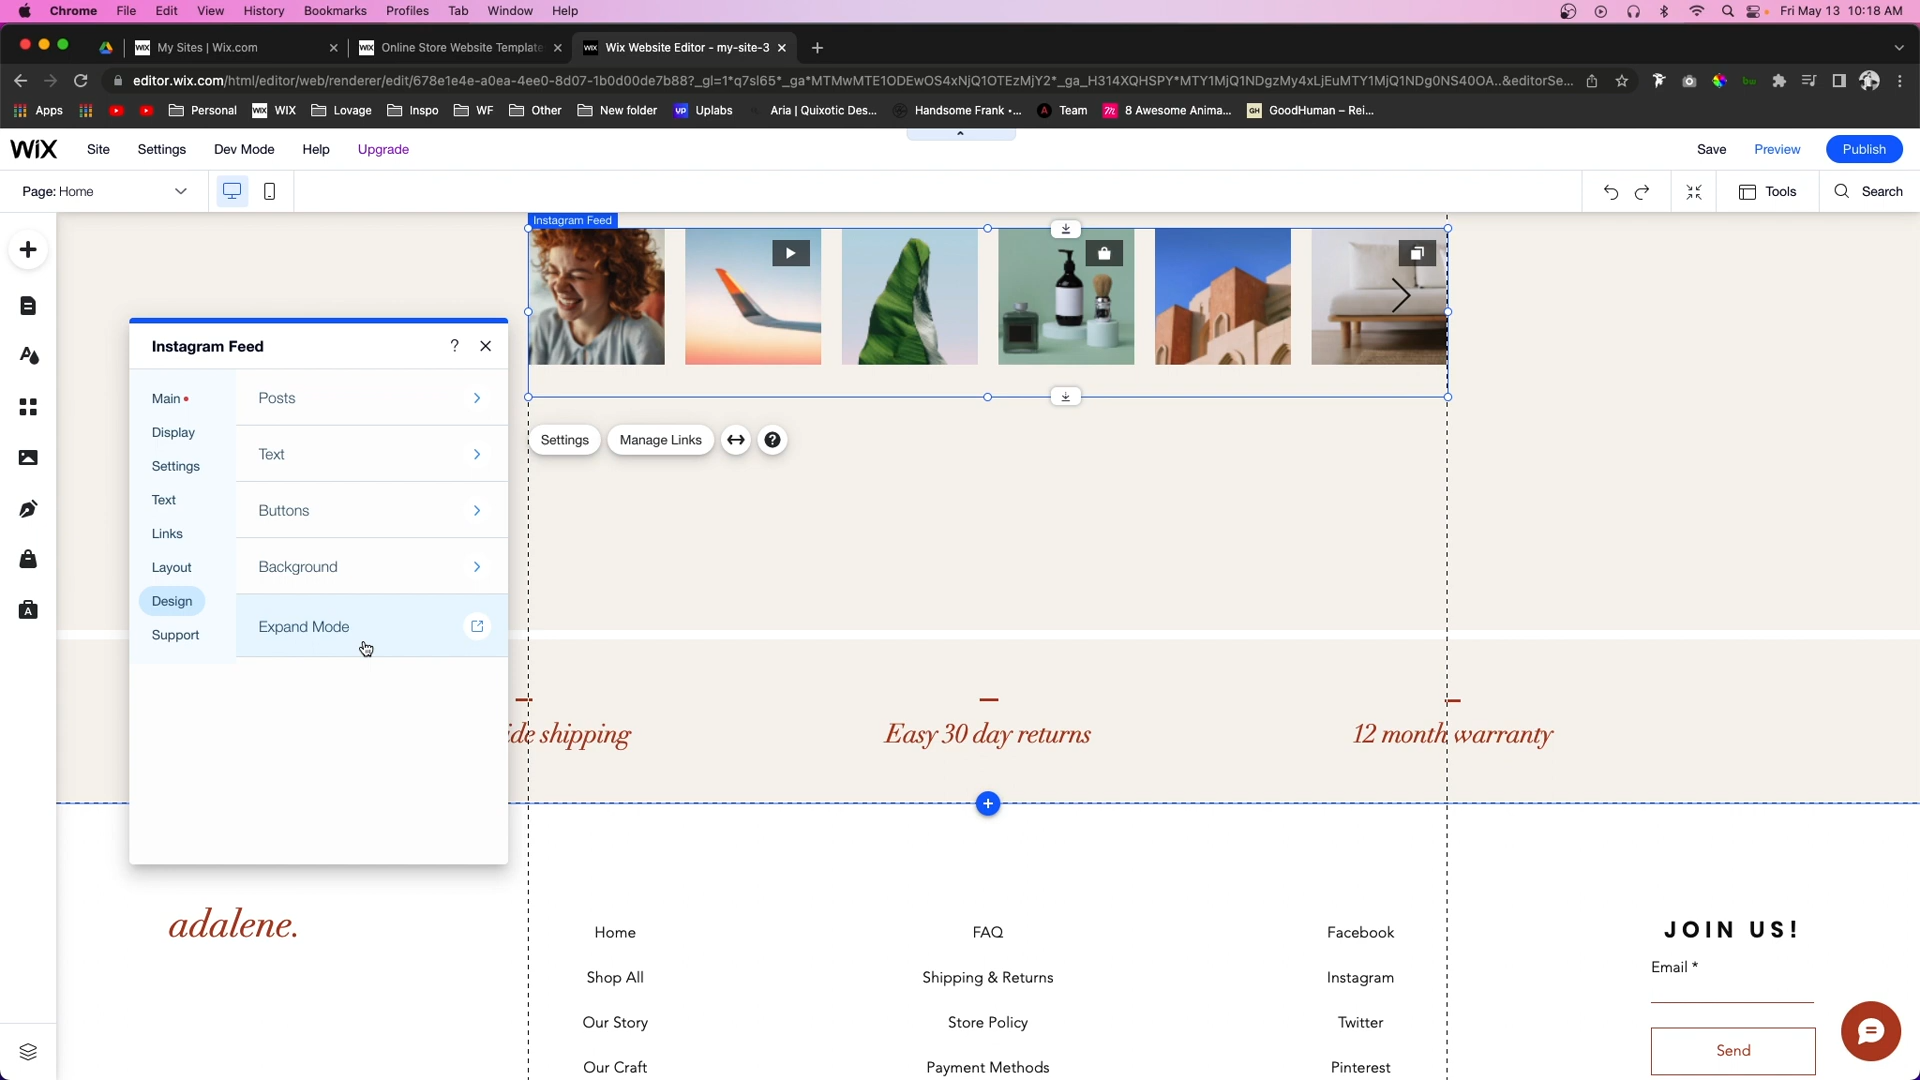 Chrome File Edit View History Bookmarks Profiles Tab Window Help Fri May 13 10:18 AM
WIX My Sites | Wix.com WIX Online Store Website Template WIX Wix Website Editor - my-site-3
editor.wix.com/html/editor/web/renderer/edit/678e1e4e-a0ea-4ee0-8d07-1b0d00de7b88?_gl=1*q7sl65*_ga*MTMwMTE1ODEwOS4xNjQ1OTEzMjY2*_ga_H314XQHSPY*MTY1MjQ1NDgzMy4xLjEuMTY1MjQ1NDg0NS40OA..&editorSe...
Apps Personal WIX WIX Lovage Inspo WF Other New folder VP Uplabs Aria | Quixotic Des... Handsome Frank •... A Team 8 Awesome Anima... GH GoodHuman – Rei...
WIX Site Settings Dev Mode Help Upgrade Save Preview Publish
Page: Home Tools Search
Instagram Feed
Instagram Feed ?
Main
Display
Settings
Text
Links
Layout
Design
Support
Posts
Text
Buttons
Background
Expand Mode
Settings Manage Links ?
ide shipping Easy 30 day returns 12 month warranty
adalene.
Home FAQ Facebook
Shop All Shipping & Returns Instagram
Our Story Store Policy Twitter
Our Craft Payment Methods Pinterest
JOIN US!
Email *
Send